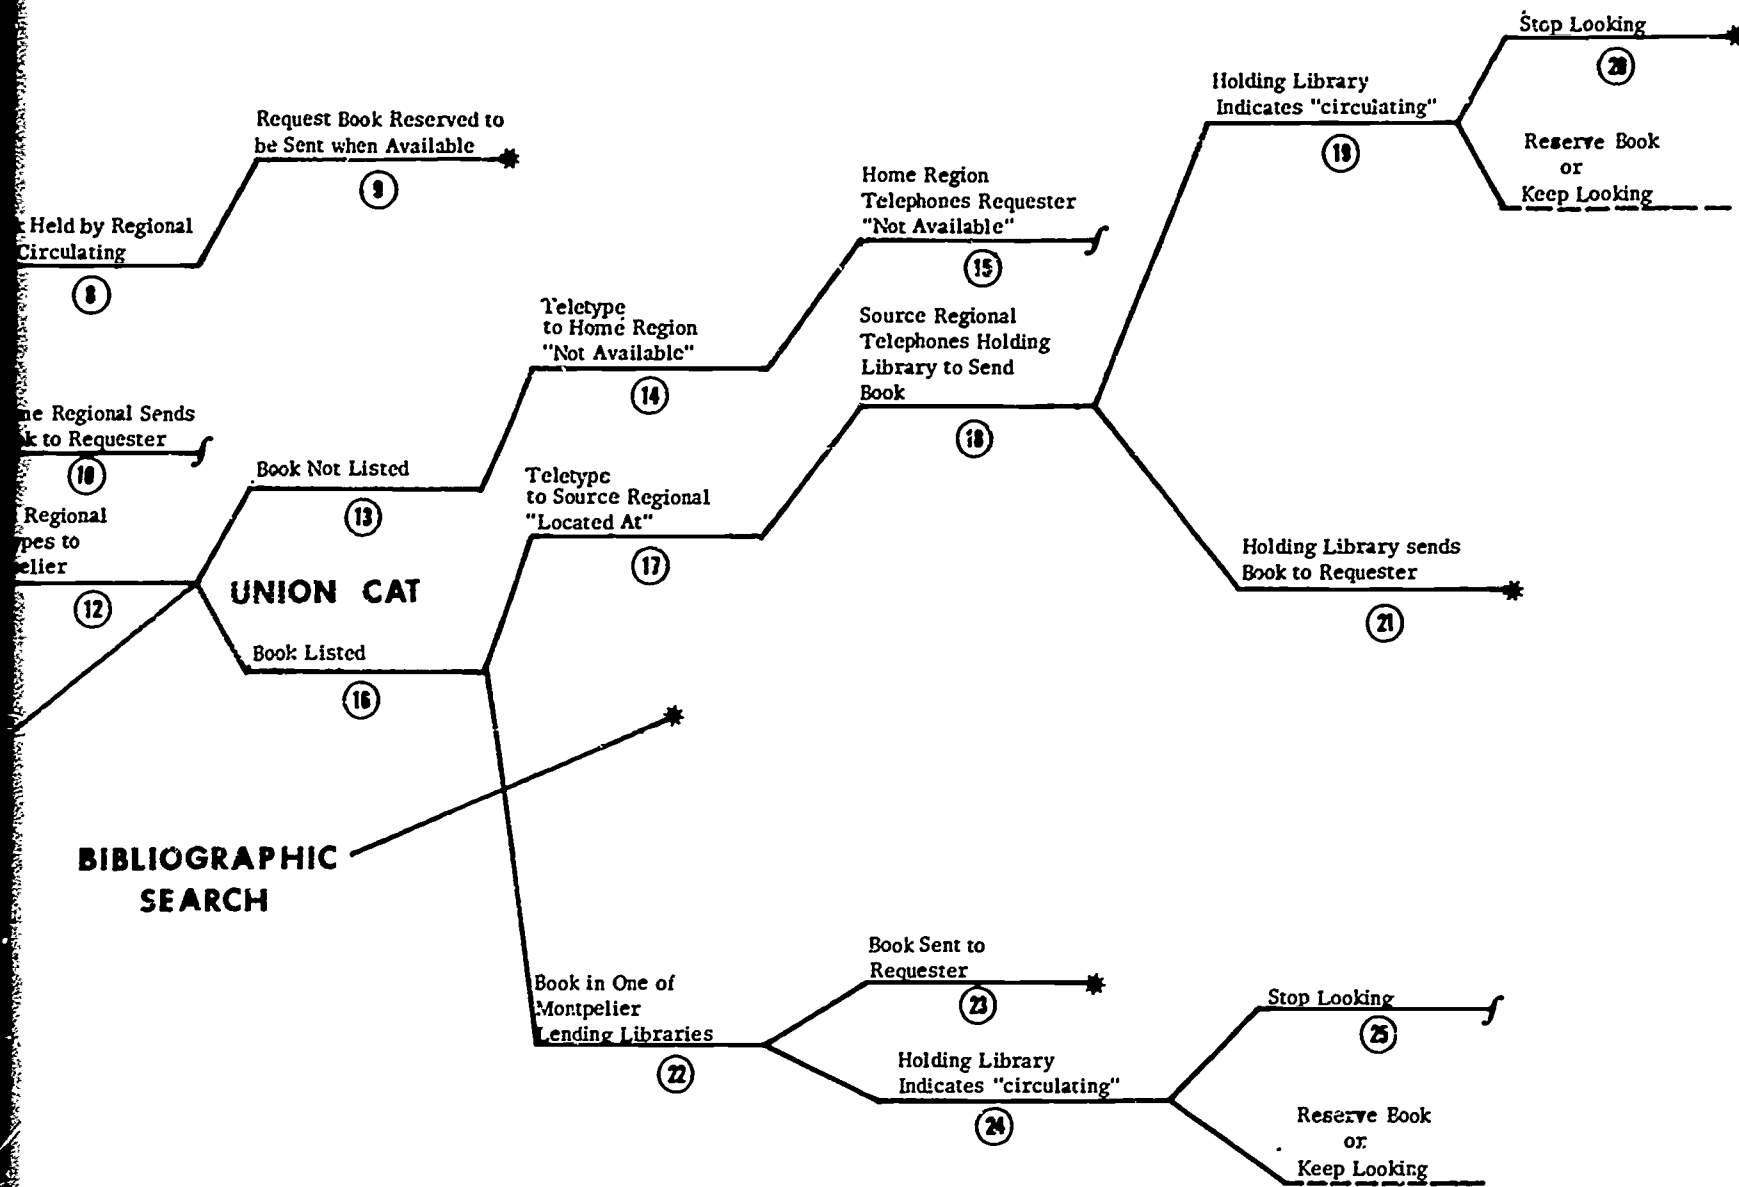 Stop Looking
20
Holding Library
Indicates "circulating"
19
Reserve Book
or
Keep Looking
Request Book Reserved to
be Sent when Available
9
Home Region
Telephones Requester
"Not Available"
15
Held by Regional
Circulating
8
Teletype
to Home Region
"Not Available"
14
Source Regional
Telephones Holding
Library to Send
Book
18
Regional Sends
to Requester
10
Book Not Listed
13
Teletype
to Source Regional
"Located At"
17
Regional
to
12
UNION CAT
Holding Library sends
Book to Requester
21
Book Listed
16
BIBLIOGRAPHIC
SEARCH
Book in One of
Montpelier
Lending Libraries
22
Book Sent to
Requester
23
Holding Library
Indicates "circulating"
24
Stop Looking
25
Reserve Book
or
Keep Looking